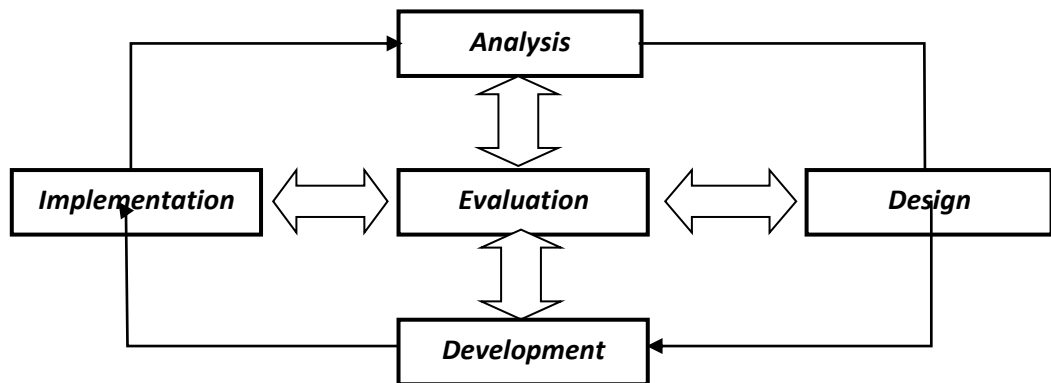 Analysis
Implementation
Evaluation
Design
Development